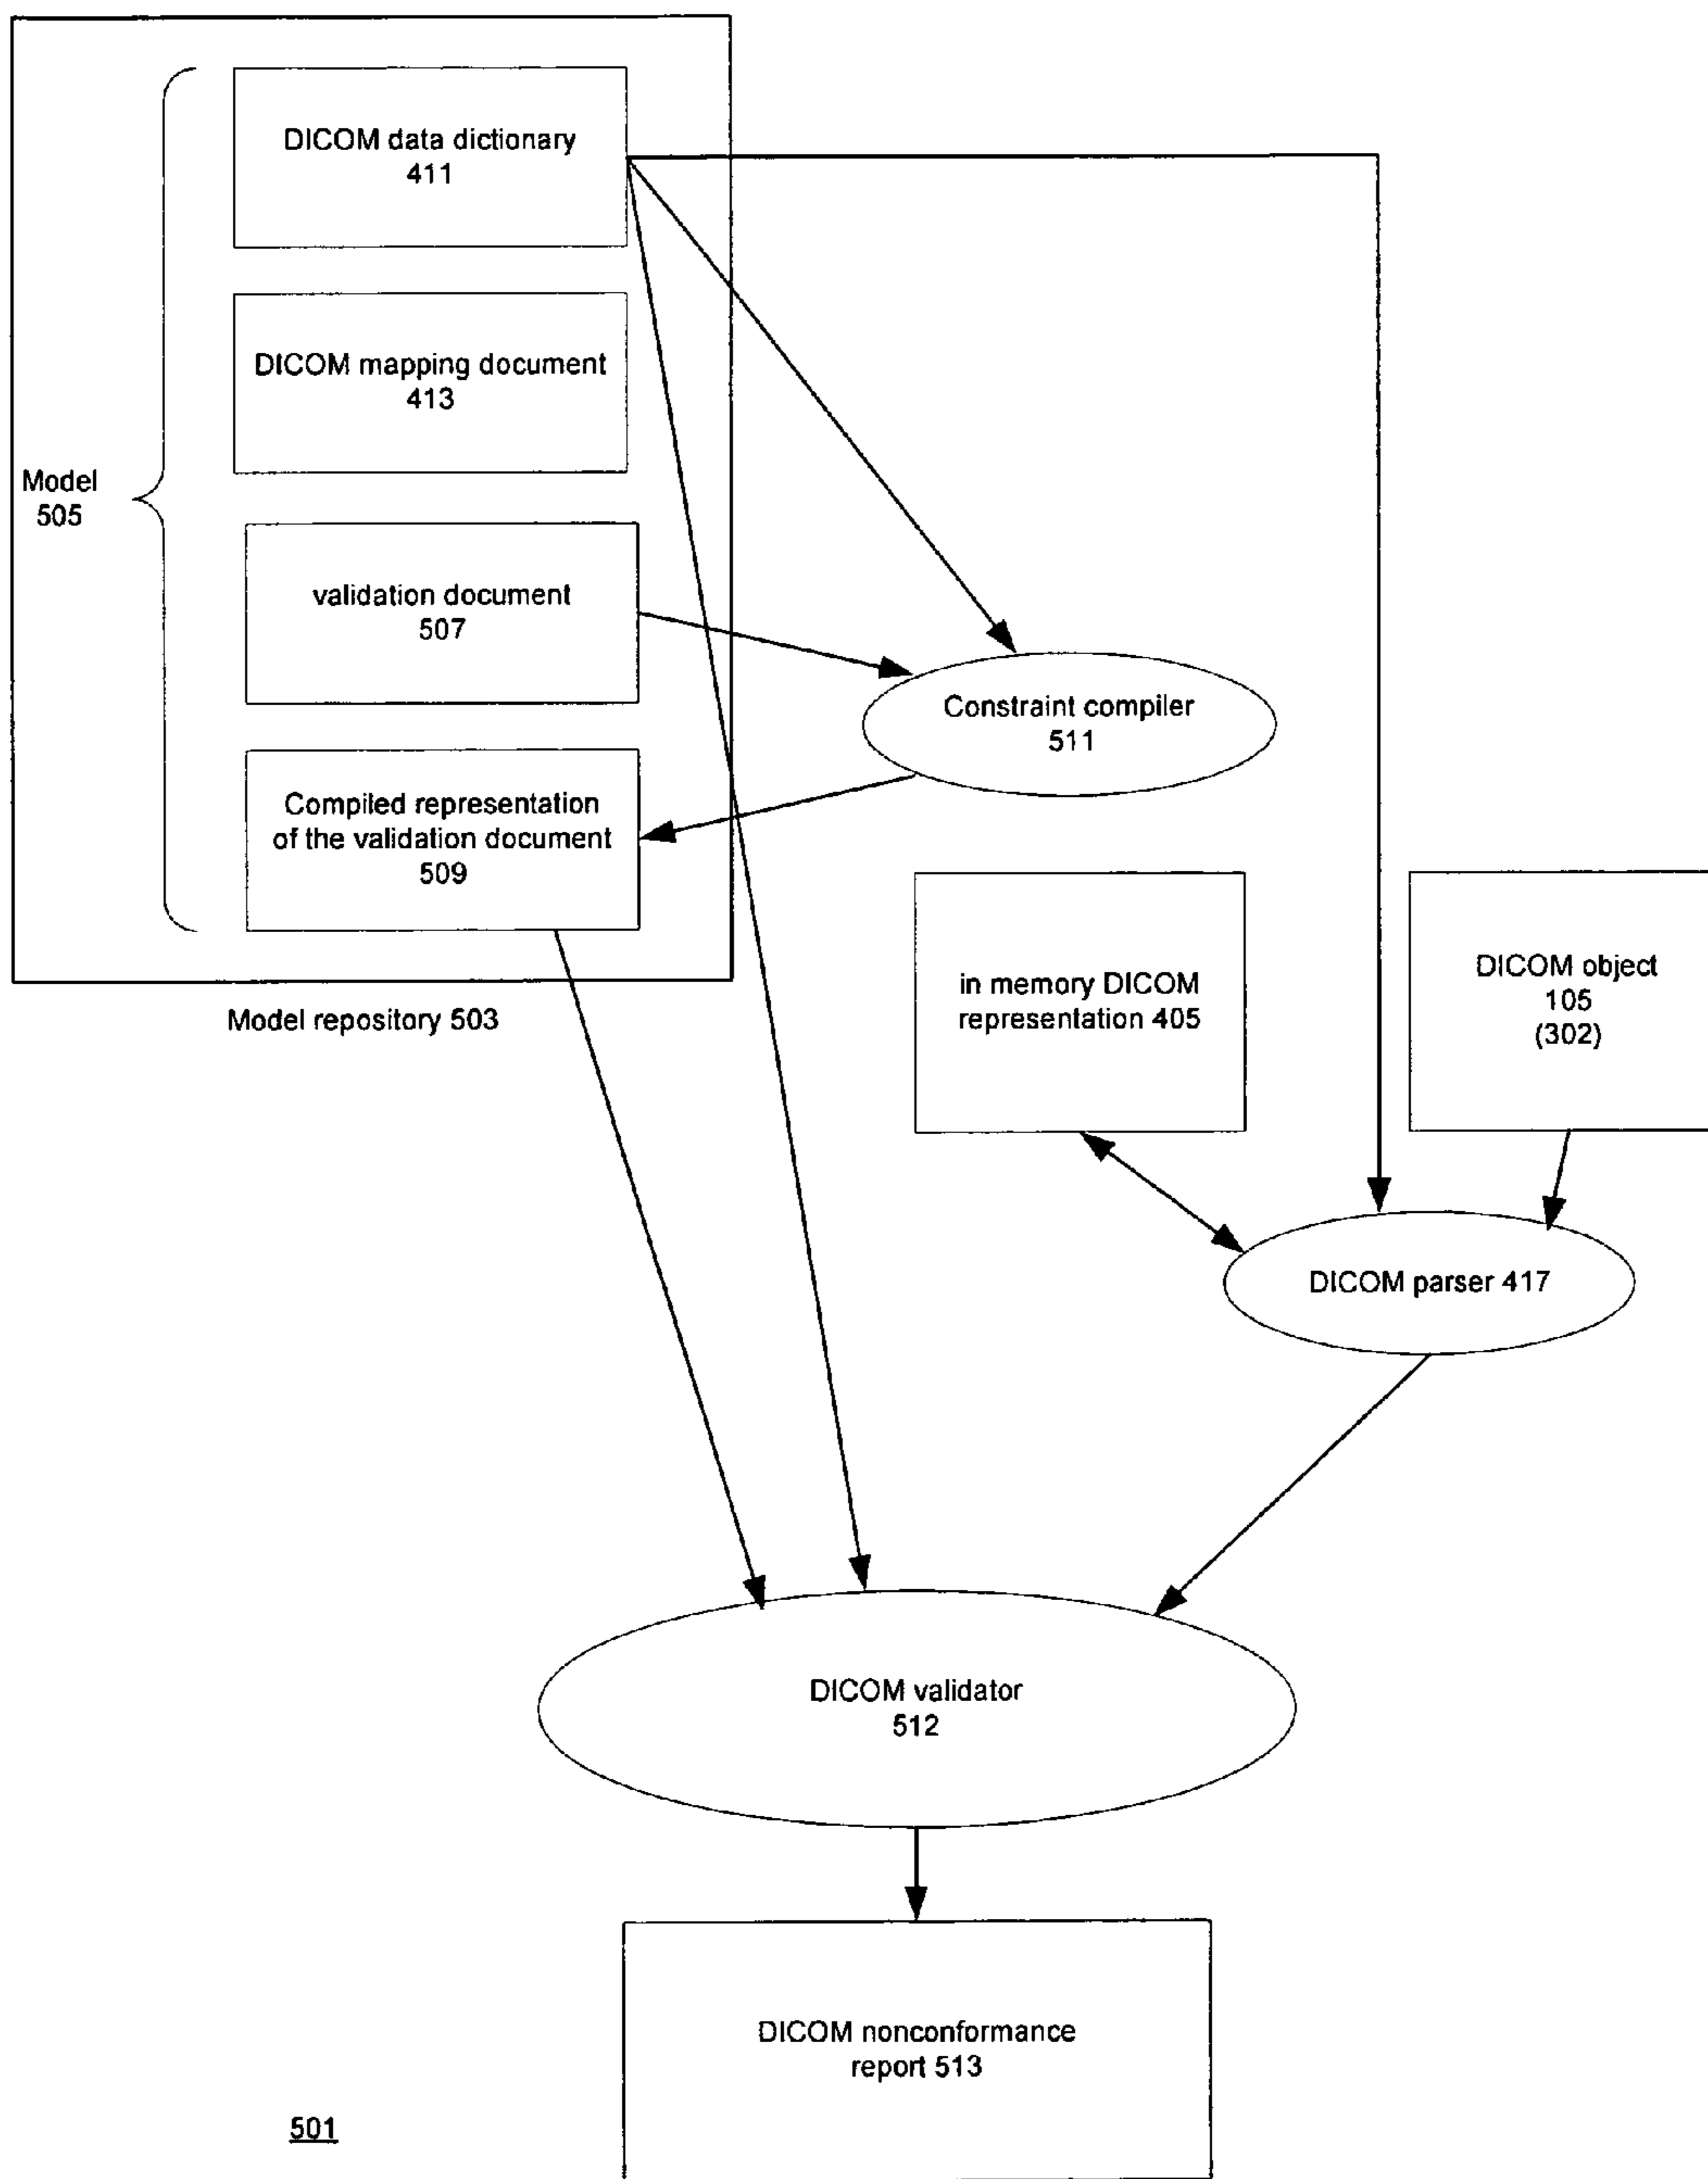 DICOM data dictionary
411
DICOM mapping document
413
Model
505
validation document
507
Constraint compiler
511
Compiled representation
of the validation document
509
in memory DICOM
representation 405
DICOM object
105
(302)
Model repository 503
DICOM parser 417
DICOM validator
512
DICOM nonconformance
report 513
501